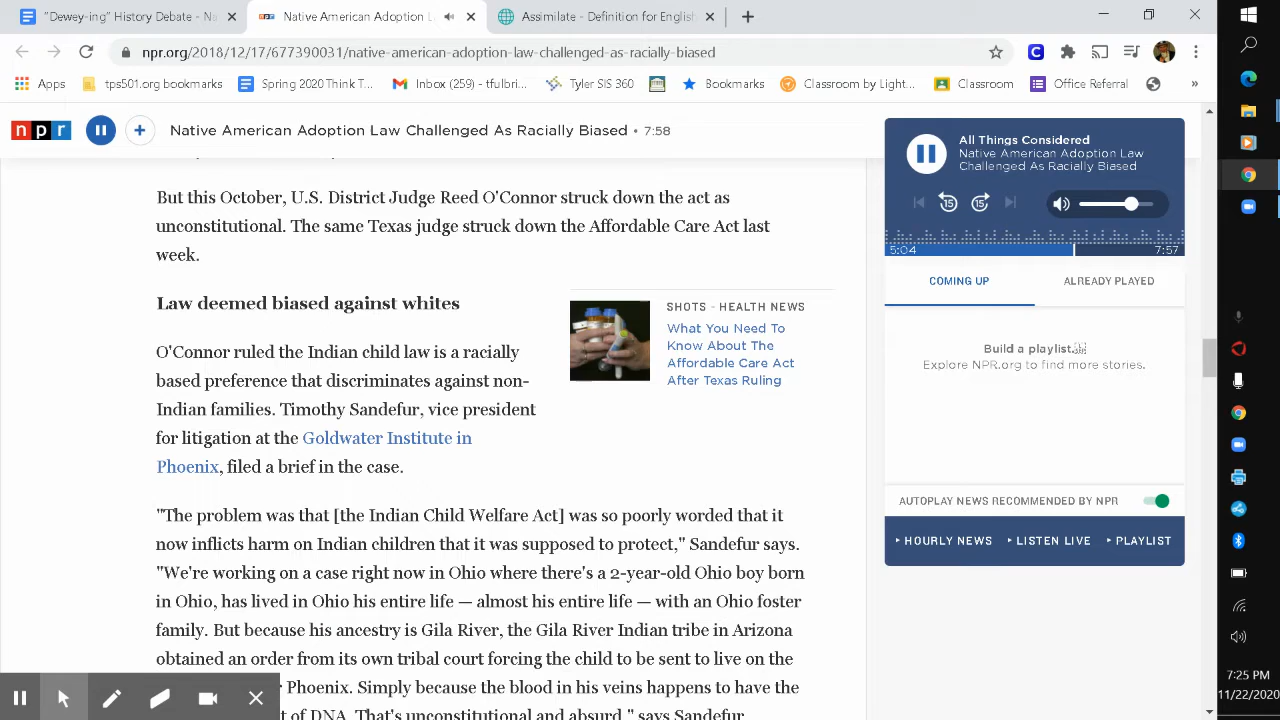 "Dewey-ing" History Debate - Na
Native American Adoption L
Assimilate - Definition for English
npr.org/2018/12/17/677390031/native-american-adoption-law-challenged-as-racially-biased
Apps
tps501.org bookmarks
Spring 2020 Think T...
Inbox (259) - tfulbri...
Tyler SIS 360
Bookmarks
Classroom by Light...
Classroom
Office Referral
npr
Native American Adoption Law Challenged As Racially Biased • 7:58
But this October, U.S. District Judge Reed O'Connor struck down the act as
unconstitutional. The same Texas judge struck down the Affordable Care Act last
week.
Law deemed biased against whites
O'Connor ruled the Indian child law is a racially
based preference that discriminates against non-
Indian families. Timothy Sandefur, vice president
for litigation at the Goldwater Institute in
Phoenix, filed a brief in the case.
SHOTS - HEALTH NEWS
What You Need To
Know About The
Affordable Care Act
After Texas Ruling
"The problem was that [the Indian Child Welfare Act] was so poorly worded that it
now inflicts harm on Indian children that it was supposed to protect," Sandefur says.
"We're working on a case right now in Ohio where there's a 2-year-old Ohio boy born
in Ohio, has lived in Ohio his entire life — almost his entire life — with an Ohio foster
family. But because his ancestry is Gila River, the Gila River Indian tribe in Arizona
obtained an order from its own tribal court forcing the child to be sent to live on the
Phoenix. Simply because the blood in his veins happens to have the
t of DNA. That's unconstitutional and absurd," says Sandefur
All Things Considered
Native American Adoption Law
Challenged As Racially Biased
15
15
5:04
7:57
COMING UP
ALREADY PLAYED
Build a playlist.
Explore NPR.org to find more stories.
AUTOPLAY NEWS RECOMMENDED BY NPR
HOURLY NEWS
LISTEN LIVE
PLAYLIST
7:25 PM
11/22/2020